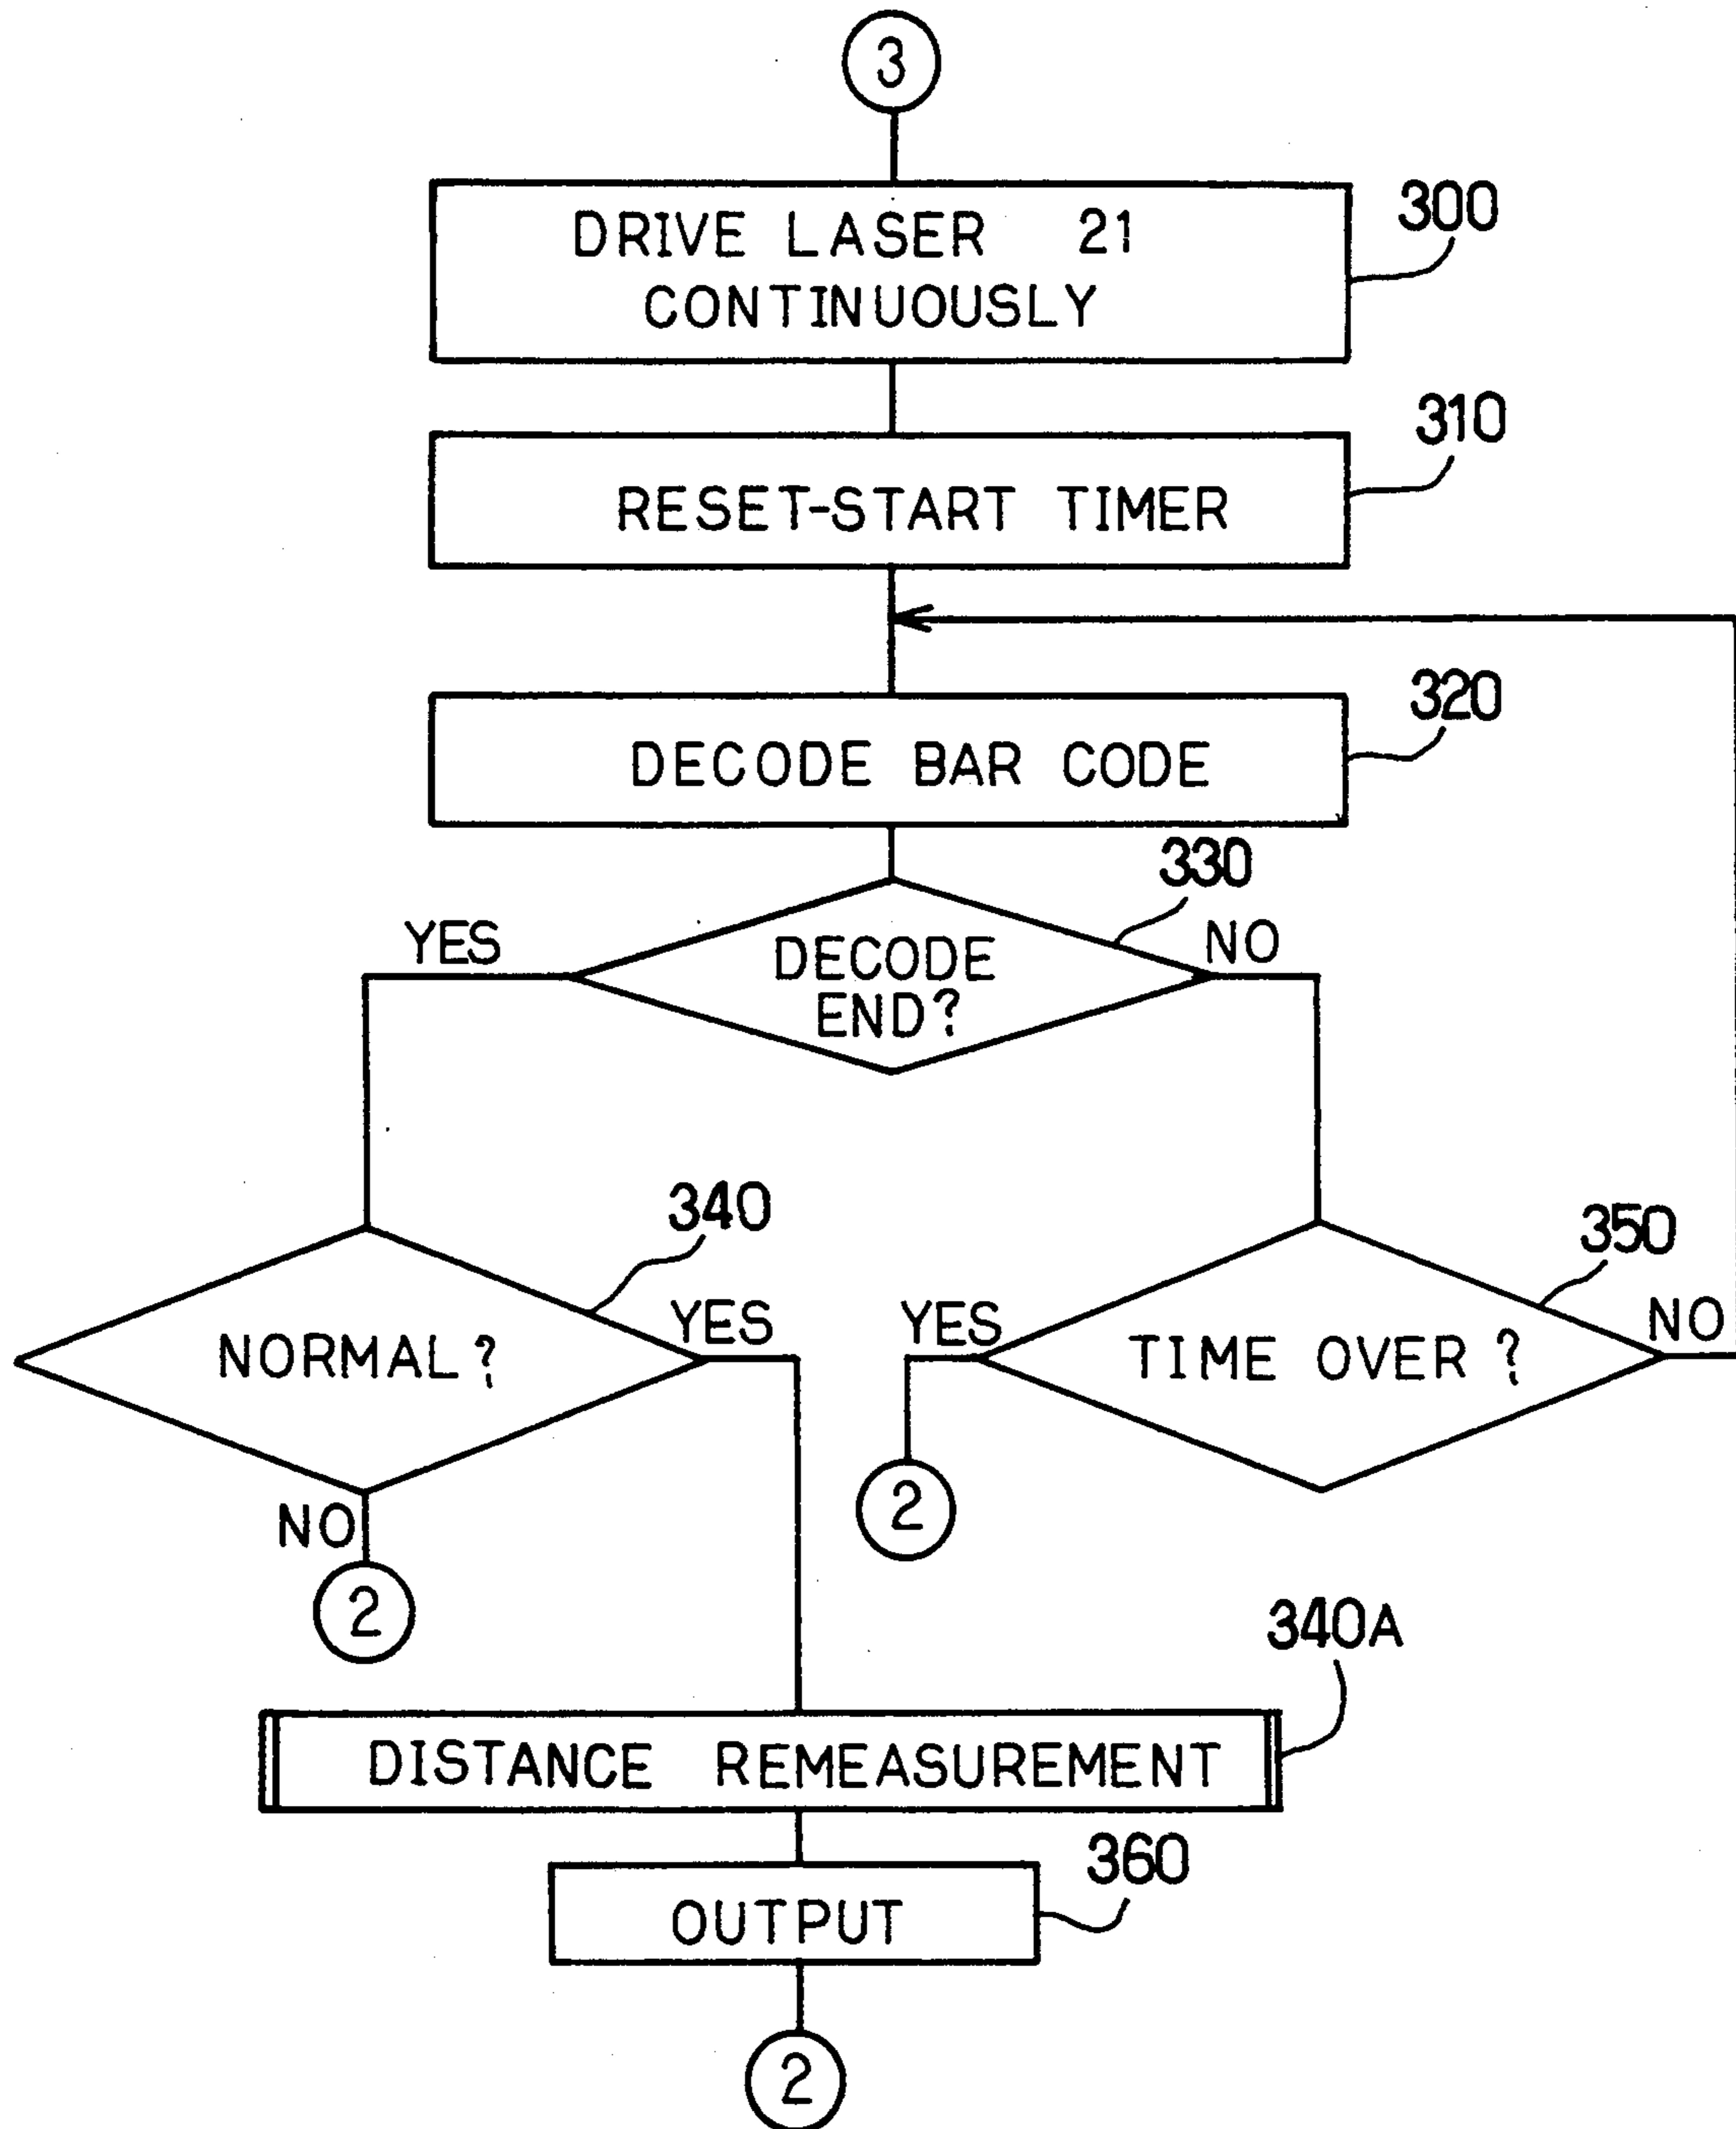 3
DRIVE LASER 21
CONTINUOUSLY
300
RESET-START TIMER
310
DECODE BAR CODE
320
DECODE
END?
330
YES
NO
NORMAL?
340
YES
NO
2
TIME OVER?
350
YES
NO
2
DISTANCE REMEASUREMENT
340A
OUTPUT
360
2